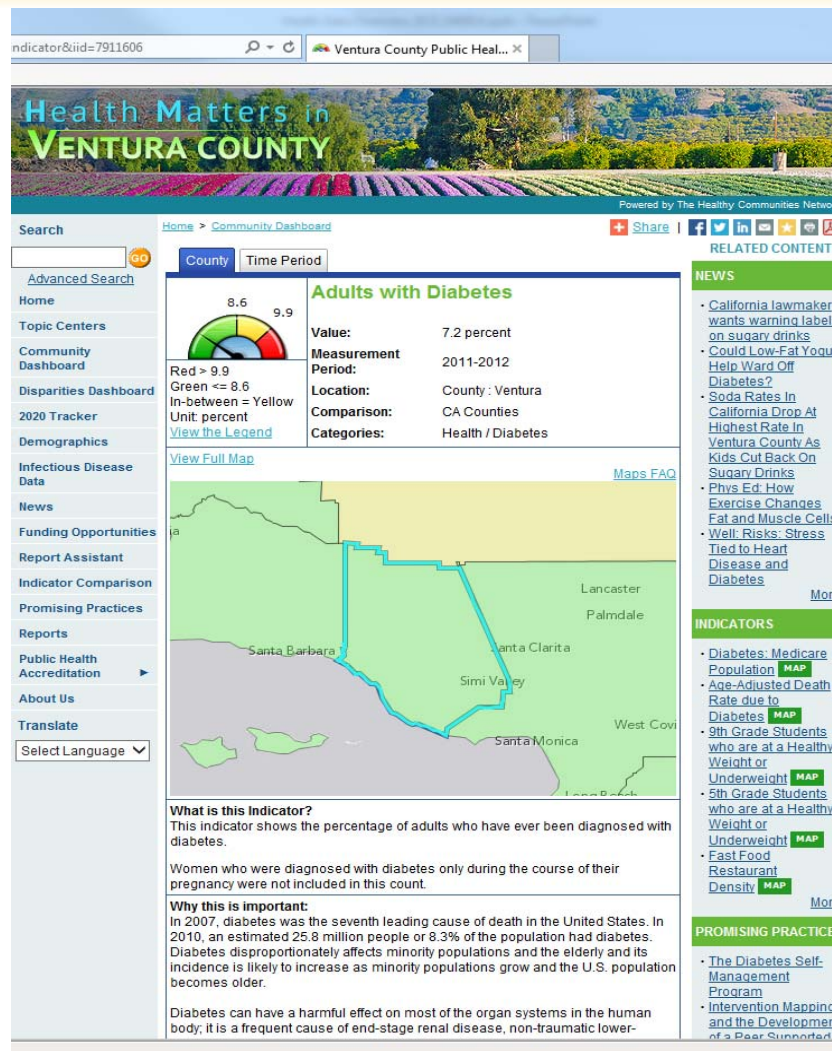 ndicator&iid=7911606
Ventura County Public Heal... ×
Health Matters in
VENTURA COUNTY
Powered by The Healthy Communities Netwo
Search
GO
Advanced Search
Home
Topic Centers
Community
Dashboard
Disparities Dashboard
2020 Tracker
Demographics
Infectious Disease
Data
News
Funding Opportunities
Report Assistant
Indicator Comparison
Promising Practices
Reports
Public Health
Accreditation
About Us
Translate
Select Language
Home > Community Dashboard
Share |
County
Time Period
8.6
9.9
Red > 9.9
Green <= 8.6
In-between = Yellow
Unit: percent
View the Legend
Adults with Diabetes
Value: 7.2 percent
Measurement
Period: 2011-2012
Location: County : Ventura
Comparison: CA Counties
Categories: Health / Diabetes
View Full Map
Maps FAQ
ja
Lancaster
Palmdale
Santa Barbara
Santa Clarita
Simi Valley
West Covi
Santa Monica
Long Beach
What is this Indicator?
This indicator shows the percentage of adults who have ever been diagnosed with
diabetes.
Women who were diagnosed with diabetes only during the course of their
pregnancy were not included in this count.
Why this is important:
In 2007, diabetes was the seventh leading cause of death in the United States. In
2010, an estimated 25.8 million people or 8.3% of the population had diabetes.
Diabetes disproportionately affects minority populations and the elderly and its
incidence is likely to increase as minority populations grow and the U.S. population
becomes older.
Diabetes can have a harmful effect on most of the organ systems in the human
body; it is a frequent cause of end-stage renal disease, non-traumatic lower-
RELATED CONTENT
NEWS
• California lawmaker
wants warning label
on sugary drinks
• Could Low-Fat Yogu
Help Ward Off
Diabetes?
• Soda Rates In
California Drop At
Highest Rate In
Ventura County As
Kids Cut Back On
Sugary Drinks
• Phys Ed: How
Exercise Changes
Fat and Muscle Cells
• Well: Risks: Stress
Tied to Heart
Disease and
Diabetes
Mor
INDICATORS
• Diabetes: Medicare
Population MAP
• Age-Adjusted Death
Rate due to
Diabetes MAP
• 9th Grade Students
who are at a Healthy
Weight or
Underweight MAP
• 5th Grade Students
who are at a Healthy
Weight or
Underweight MAP
• Fast Food
Restaurant
Density MAP
Mor
PROMISING PRACTICE
• The Diabetes Self-
Management
Program
• Intervention Mapping
and the Developmen
of a Peer Supported